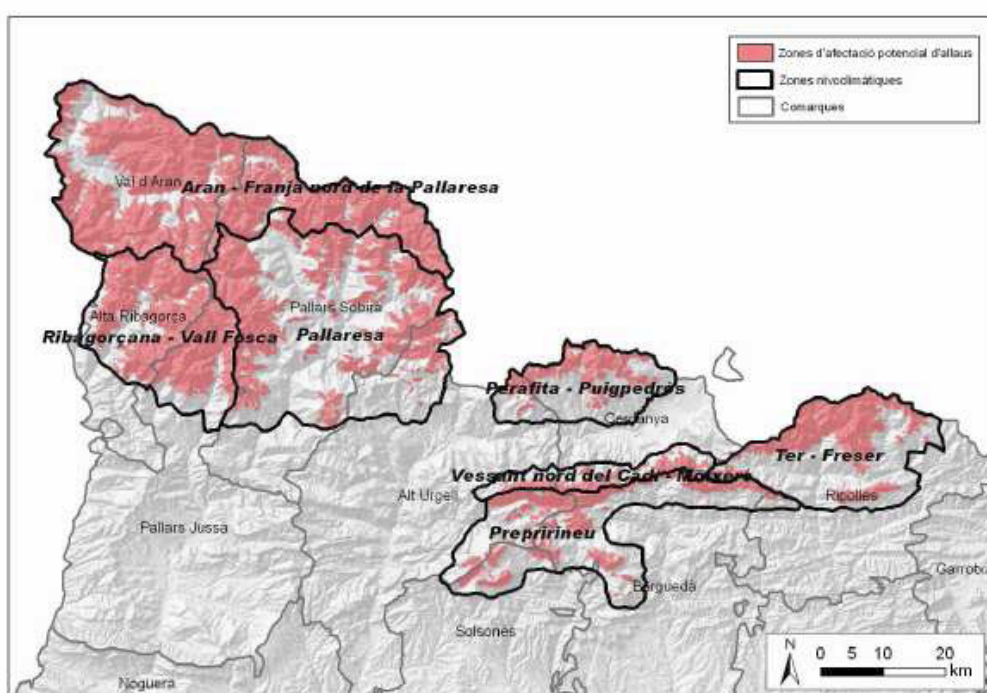 Zones d'afectació potencial d'allaus
Zones nivoclimàtiques
Comarques
Val d'Aran
Aran - Franja nord de la Pallaresa
Alta Ribagorça
Pallars Sobirà
Ribagorçana - Vall Fosca
Pallaresa
Perafita - Puigpedrós
Cerdanya
Ter - Freser
Vessant nord del Cadí - Moixeró
Alt Urgell
Ripollès
Pallars Jussà
Prepririneu
Garrotx
Berguedà
Solsonès
Noguera
N
0 5 10 20
km